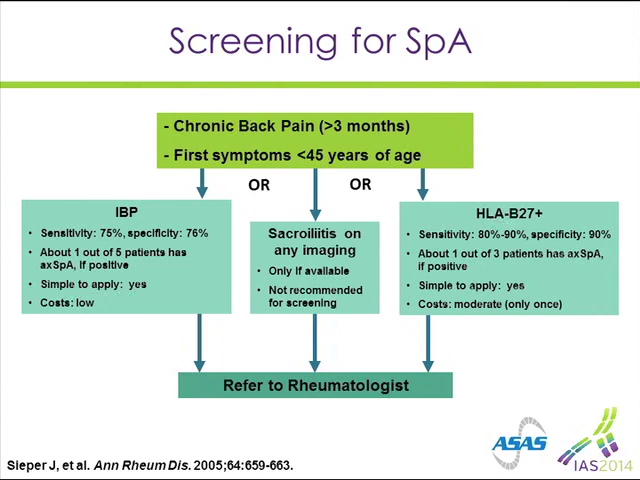 Screening for SpA
- Chronic Back Pain (>3 months)
- First symptoms <45 years of age
OR
OR
IBP
• Sensitivity: 75%, specificity: 76%
• About 1 out of 5 patients has
axSpA, if positive
• Simple to apply: yes
• Costs: low
Sacroiliitis on
any imaging
• Only if available
• Not recommended
for screening
HLA-B27+
• Sensitivity: 80%-90%, specificity: 90%
• About 1 out of 3 patients has axSpA,
if positive
• Simple to apply: yes
• Costs: moderate (only once)
Refer to Rheumatologist
Sieper J, et al. Ann Rheum Dis. 2005;64:659-663.
ASAS
IAS2014